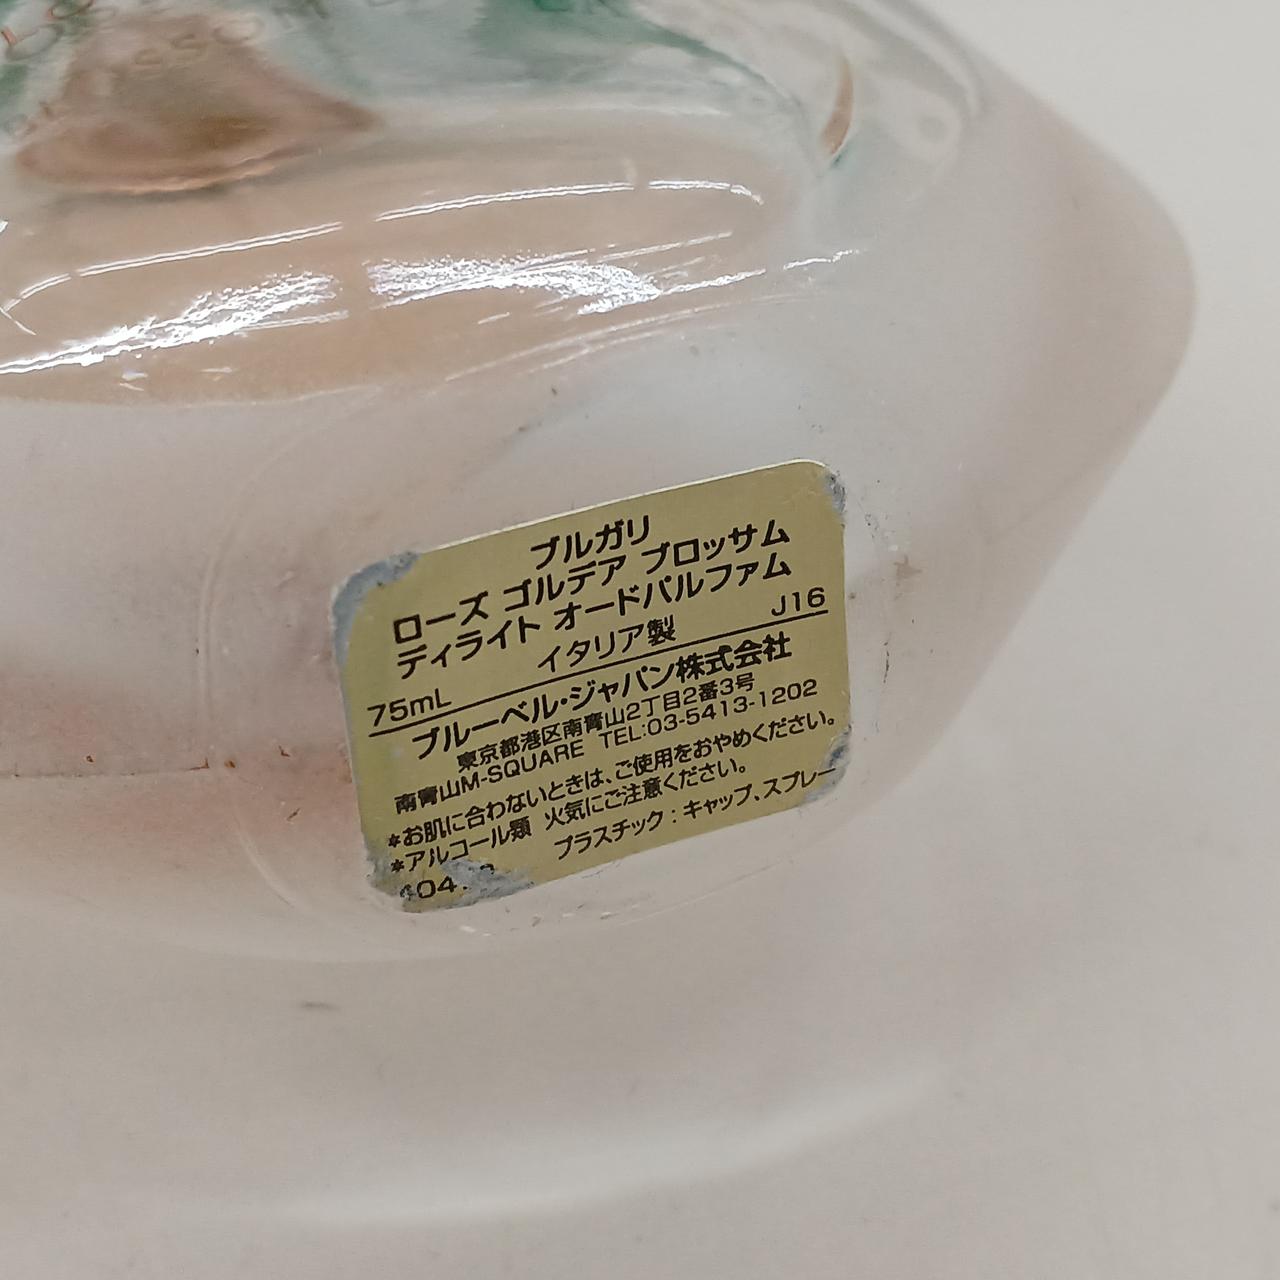 ブルガリ
ローズ ゴルデア ブロッサム
ディライト オードパルファム
イタリア製 J16
75mL
ブルーベル・ジャパン株式会社
東京都港区南青山2丁目2番3号
南青山M-SQUARE TEL:03-5413-1202
*お肌に合わないときは、ご使用をおやめください。
*アルコール類 火気にご注意ください。
プラスチック:キャップ、スプレー